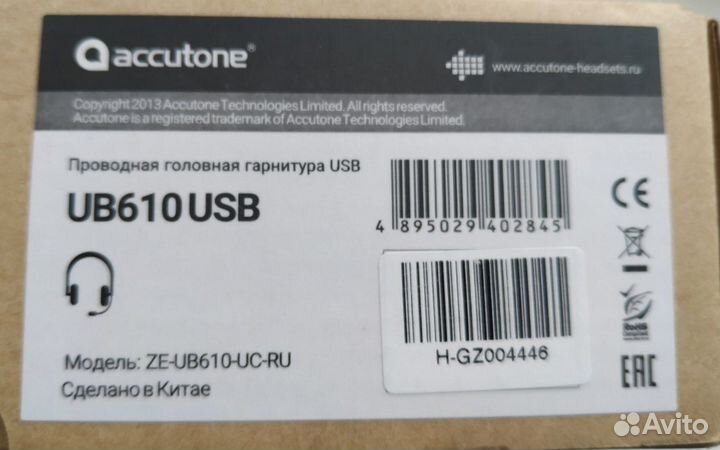 accutone®
www.accutone-headsets.ru
Copyright 2013 Accutone Technologies Limited. All rights reserved.
Accutone is a registered trademark of Accutone Technologies Limited.
Проводная головная гарнитура USB
UB610 USB
4 895029 402845
CE
RoHS
H-GZ004446
Модель: ZE-UB610-UC-RU
Сделано в Китае
EAC
Avito